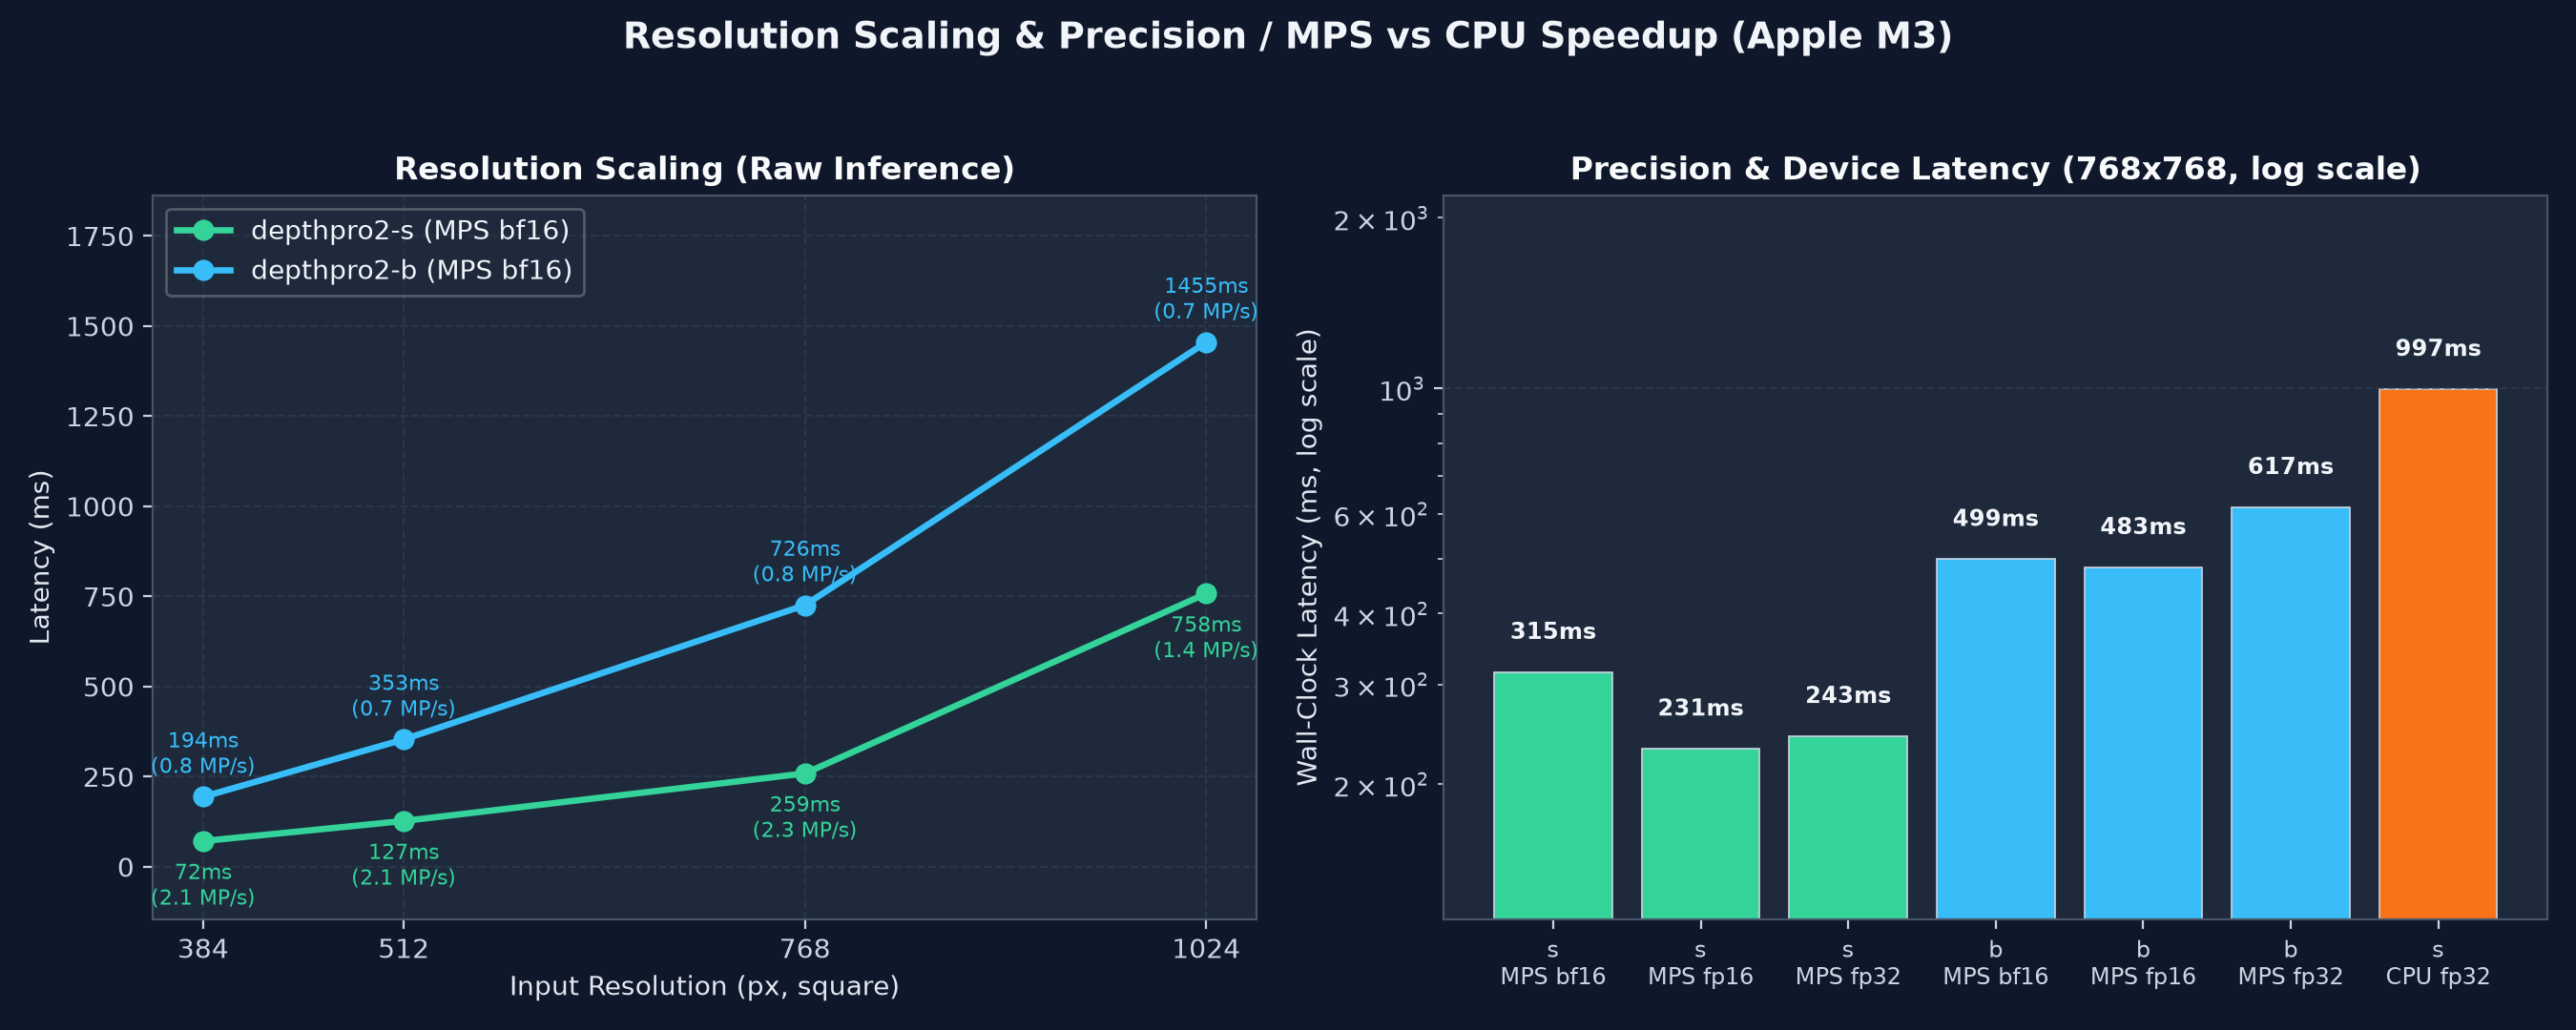 Resolution Scaling & Precision / MPS vs CPU Speedup (Apple M3)
Resolution Scaling (Raw Inference)
depthpro2-s (MPS bf16)
depthpro2-b (MPS bf16)
Latency (ms)
1750
1500
1250
1000
750
500
250
0
1455ms
(0.7 MP/s)
726ms
(0.8 MP/s)
758ms
(1.4 MP/s)
353ms
(0.7 MP/s)
194ms
(0.8 MP/s)
259ms
(2.3 MP/s)
127ms
(2.1 MP/s)
72ms
(2.1 MP/s)
384
512
768
1024
Input Resolution (px, square)
Precision & Device Latency (768x768, log scale)
Wall-Clock Latency (ms, log scale)
2 × 10³
10³
6 × 10²
4 × 10²
3 × 10²
2 × 10²
315ms
231ms
243ms
499ms
483ms
617ms
997ms
s
MPS bf16
s
MPS fp16
s
MPS fp32
b
MPS bf16
b
MPS fp16
b
MPS fp32
s
CPU fp32